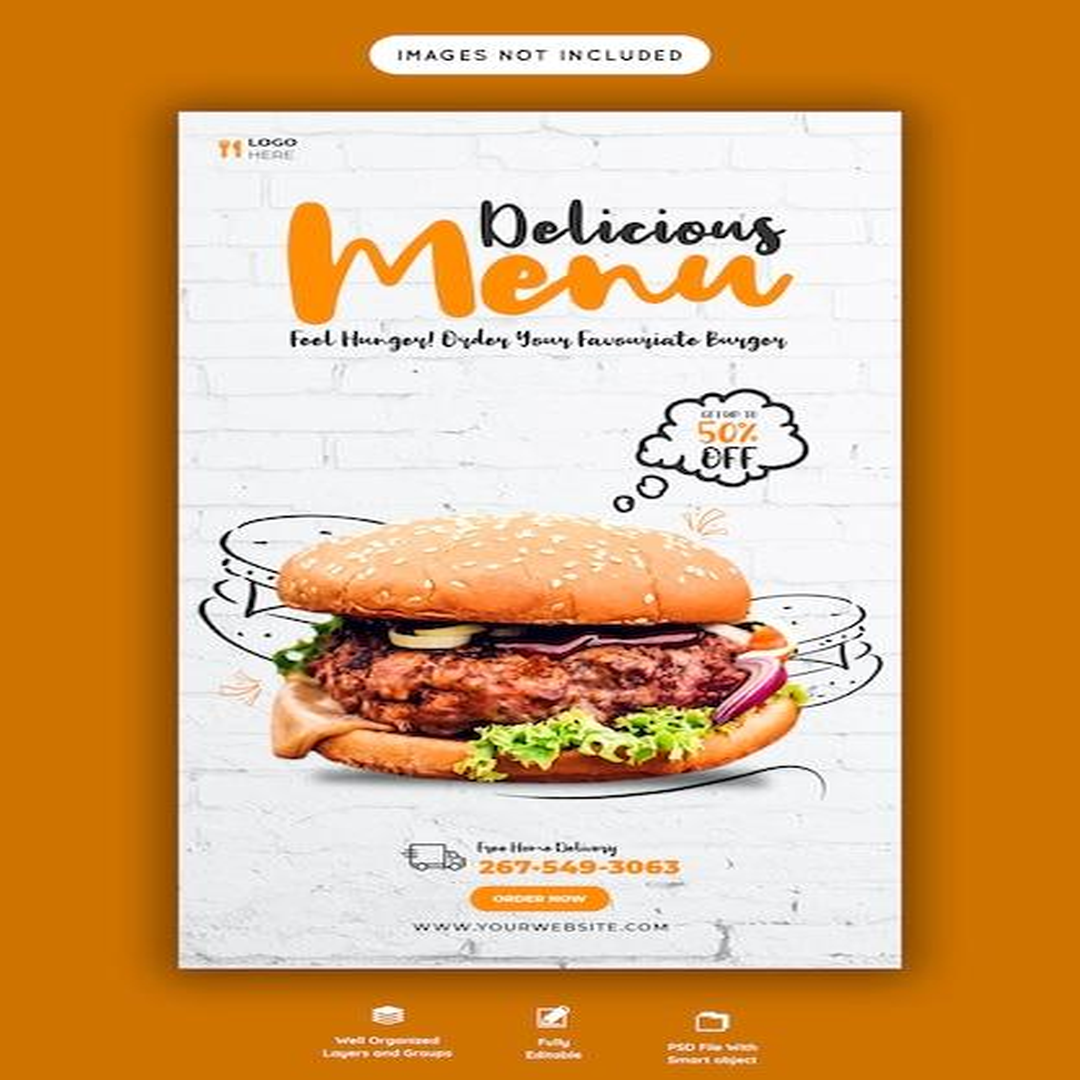 IMAGES NOT INCLUDED
LOGO
HERE
Delicious
Menu
Feel Hunger! Order Your Favouriate Burger
GET UP TO
50%
OFF
Free Home Delivery
267-549-3063
ORDER NOW
WWW.YOURWEBSITE.COM
Well Organized
Layers and Groups
Fully
Editable
PSD File With
Smart object